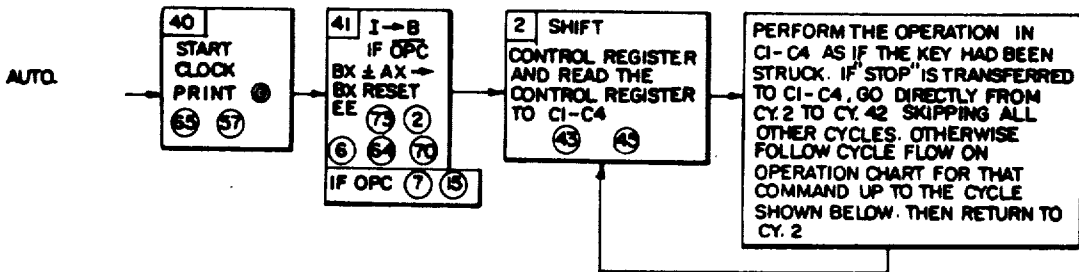 AUTO.
40
START
CLOCK
PRINT
65 57
41 I→B
IF O̅P̅C̅
BX ± AX →
BX RESET
EE 73 2
6 64 70
IF OPC 7 15
2 SHIFT
CONTROL REGISTER
AND READ THE
CONTROL REGISTER
TO C1-C4
43 45
PERFORM THE OPERATION IN
C1-C4 AS IF THE KEY HAD BEEN
STRUCK. IF "STOP" IS TRANSFERRED
TO C1-C4, GO DIRECTLY FROM
CY. 2 TO CY. 42 SKIPPING ALL
OTHER CYCLES. OTHERWISE
FOLLOW CYCLE FLOW ON
OPERATION CHART FOR THAT
COMMAND UP TO THE CYCLE
SHOWN BELOW. THEN RETURN TO
CY. 2